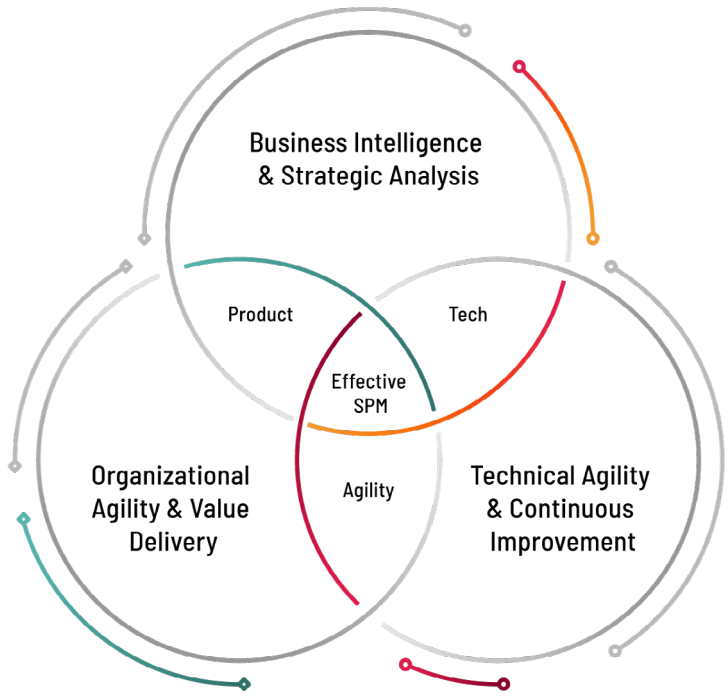 Business Intelligence
& Strategic Analysis
Product
Tech
Effective
SPM
Organizational
Agility & Value
Delivery
Agility
Technical Agility
& Continuous
Improvement